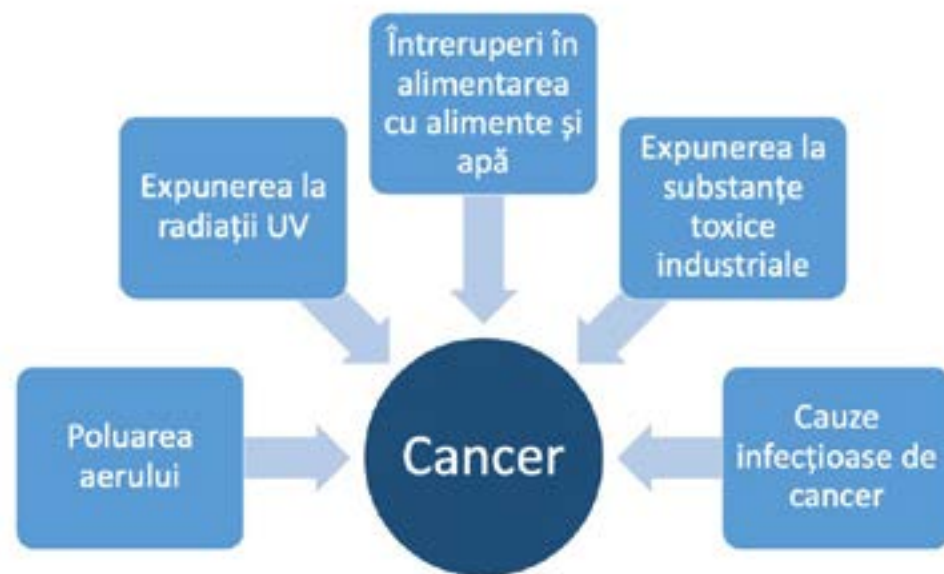 Întreruperi în
alimentarea
cu alimente și
apă
Expunerea la
radiații UV
Expunerea la
substanțe
toxice
industriale
Poluarea
aerului
Cancer
Cauze
infecțioase de
cancer